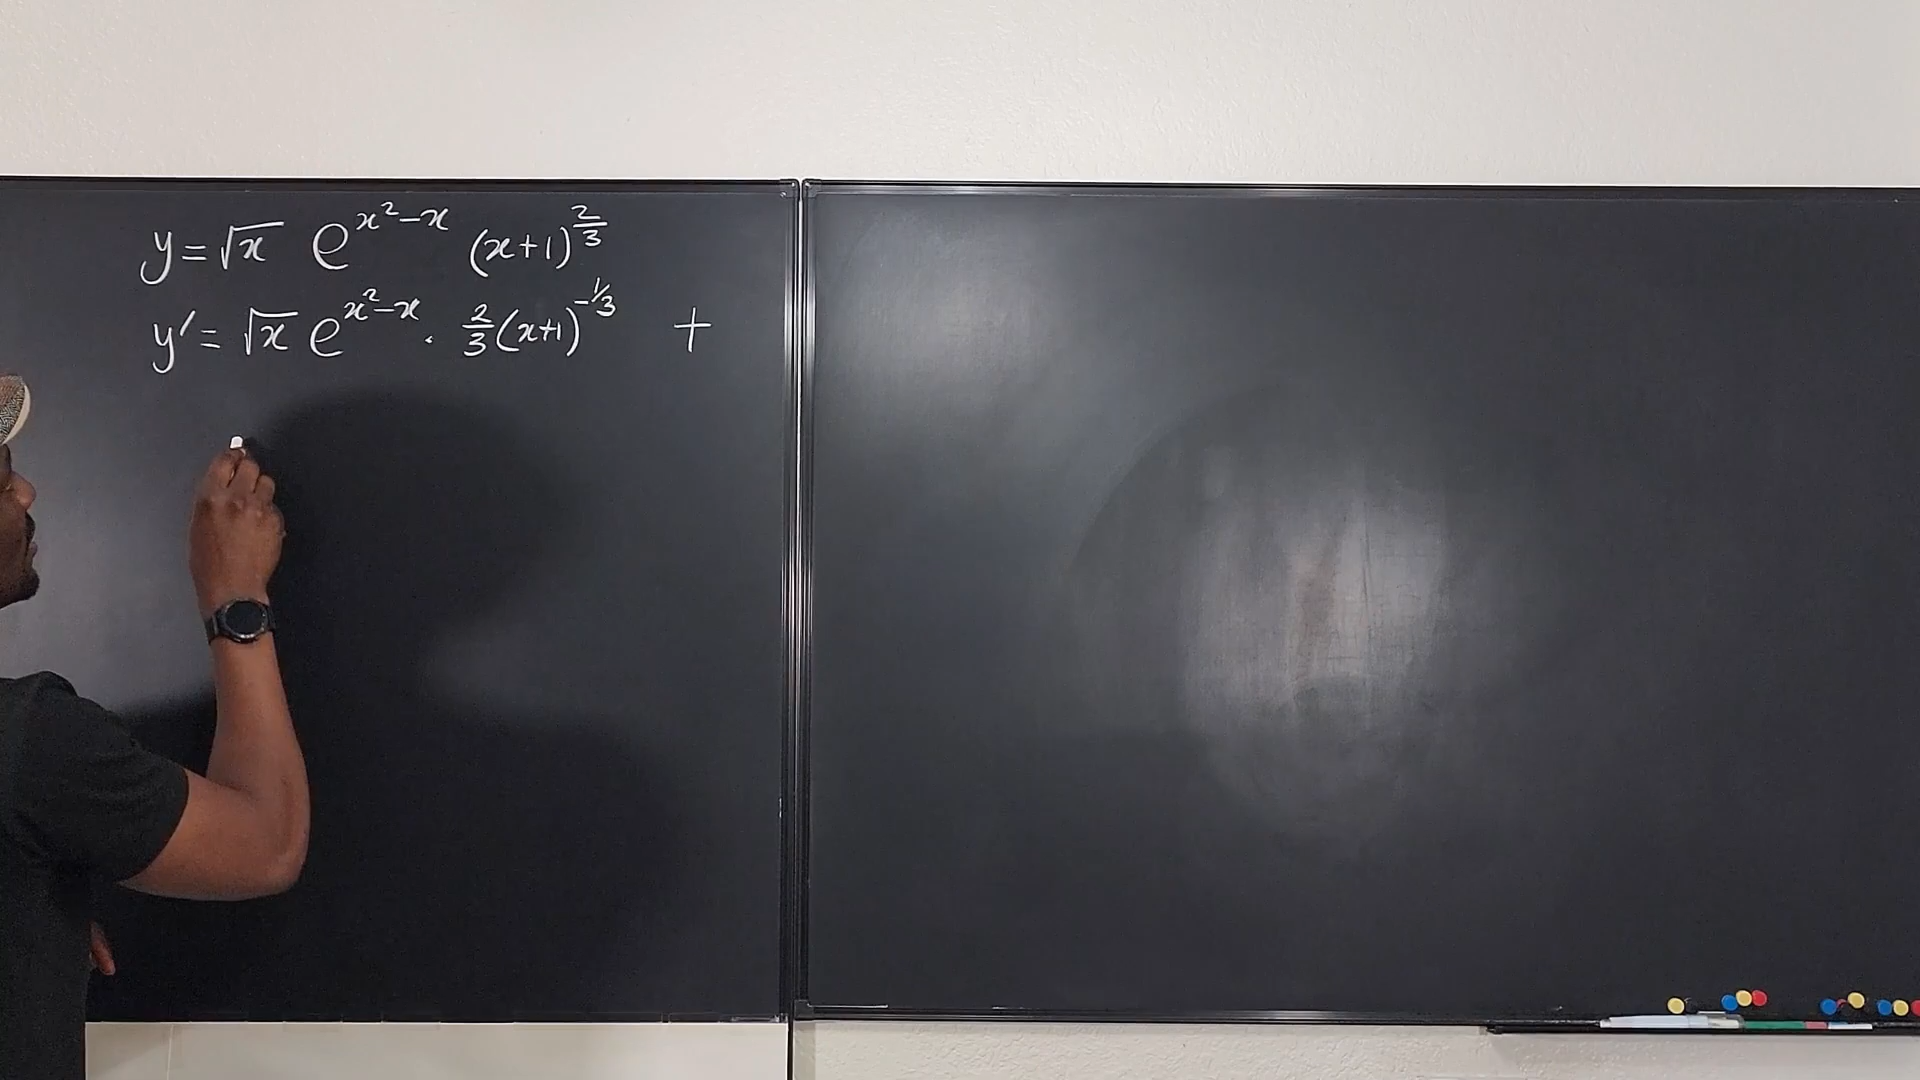 y = √x e^{x²-x} (x+1)^{2/3}
y' = √x e^{x²-x} · 2/3 (x+1)^{-1/3} +